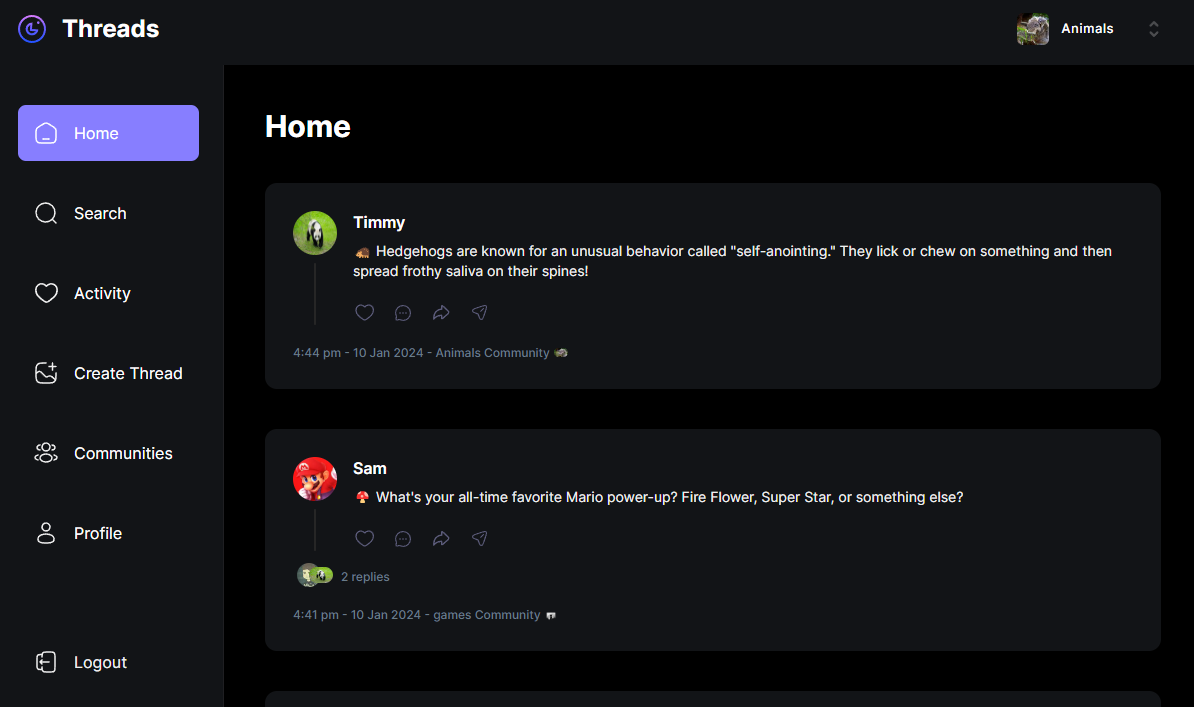 Threads
Animals
Home
Search
Activity
Create Thread
Communities
Profile
Logout
Home
Timmy
🦔 Hedgehogs are known for an unusual behavior called "self-anointing." They lick or chew on something and then
spread frothy saliva on their spines!
4:44 pm - 10 Jan 2024 - Animals Community
Sam
🍄 What's your all-time favorite Mario power-up? Fire Flower, Super Star, or something else?
2 replies
4:41 pm - 10 Jan 2024 - games Community